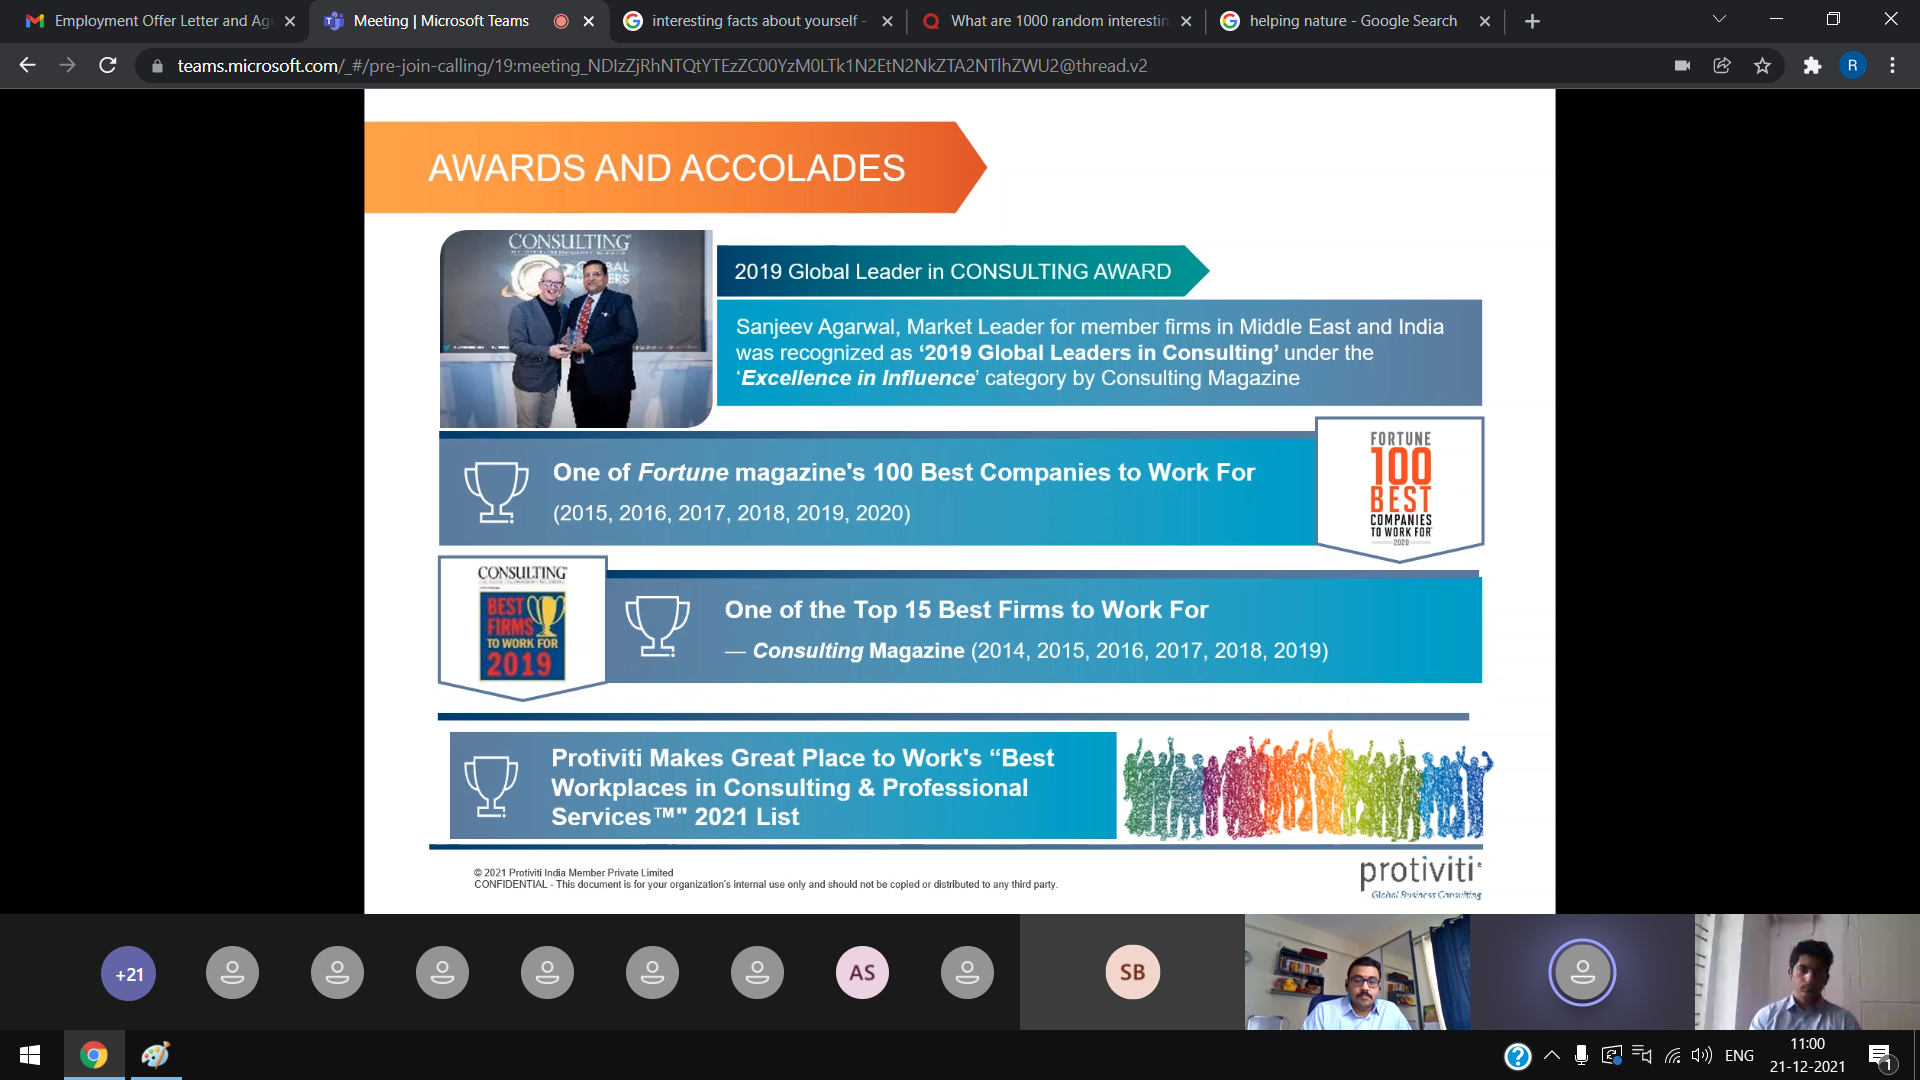 Employment Offer Letter and Ag
Meeting | Microsoft Teams
interesting facts about yourself -
What are 1000 random interestin
helping nature - Google Search
teams.microsoft.com/_#/pre-join-calling/19:meeting_NDIzZjRhNTQtYTEzZC00YzM0LTk1N2EtN2NkZTA2NTlhZWU2@thread.v2
R
AWARDS AND ACCOLADES
CONSULTING
2019 Global Leader in CONSULTING AWARD
Sanjeev Agarwal, Market Leader for member firms in Middle East and India
was recognized as ‘2019 Global Leaders in Consulting’ under the
‘Excellence in Influence’ category by Consulting Magazine
One of Fortune magazine's 100 Best Companies to Work For
(2015, 2016, 2017, 2018, 2019, 2020)
FORTUNE
100
BEST
COMPANIES
TO WORK FOR
2020
CONSULTING
BEST
FIRMS
TO WORK FOR
2019
One of the Top 15 Best Firms to Work For
— Consulting Magazine (2014, 2015, 2016, 2017, 2018, 2019)
Protiviti Makes Great Place to Work's “Best
Workplaces in Consulting & Professional
Services™" 2021 List
© 2021 Protiviti India Member Private Limited
CONFIDENTIAL - This document is for your organization's internal use only and should not be copied or distributed to any third party.
protiviti
Global Business Consulting
+21
AS
SB
ENG
11:00
21-12-2021
1